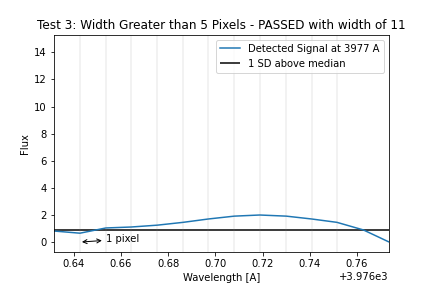 Test 3: Width Greater than 5 Pixels - PASSED with width of 11
Detected Signal at 3977 A
1 SD above median
14
12
10
8
6
4
2
0
Flux
1 pixel
0.64 0.66 0.68 0.70 0.72 0.74 0.76
Wavelength [A]
+3.976e3